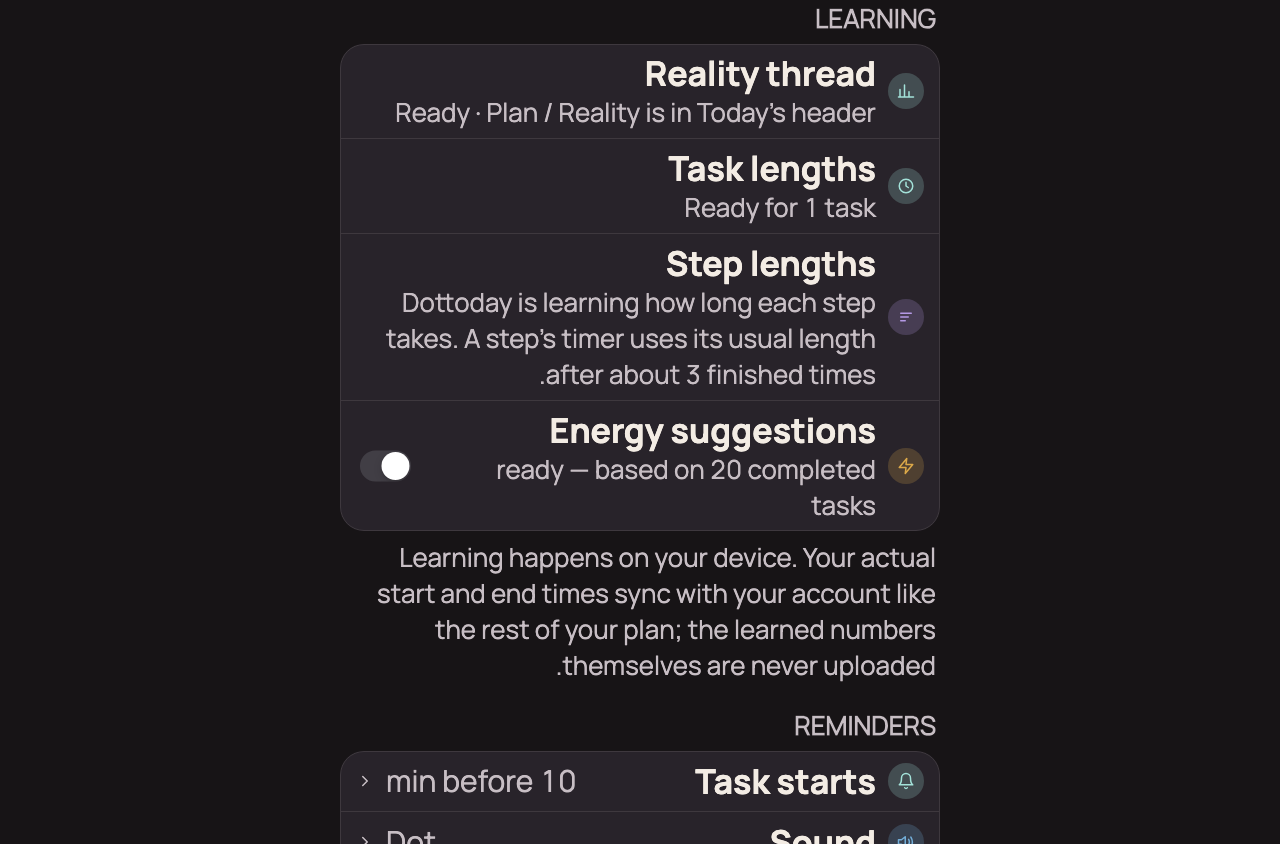 LEARNING
Reality thread
Ready · Plan / Reality is in Today's header
Task lengths
Ready for 1 task
Step lengths
Dottoday is learning how long each step
takes. A step's timer uses its usual length
.after about 3 finished times
Energy suggestions
ready — based on 20 completed
tasks
Learning happens on your device. Your actual
start and end times sync with your account like
the rest of your plan; the learned numbers
.themselves are never uploaded
REMINDERS
Task starts
min before 10
Sound
Dot